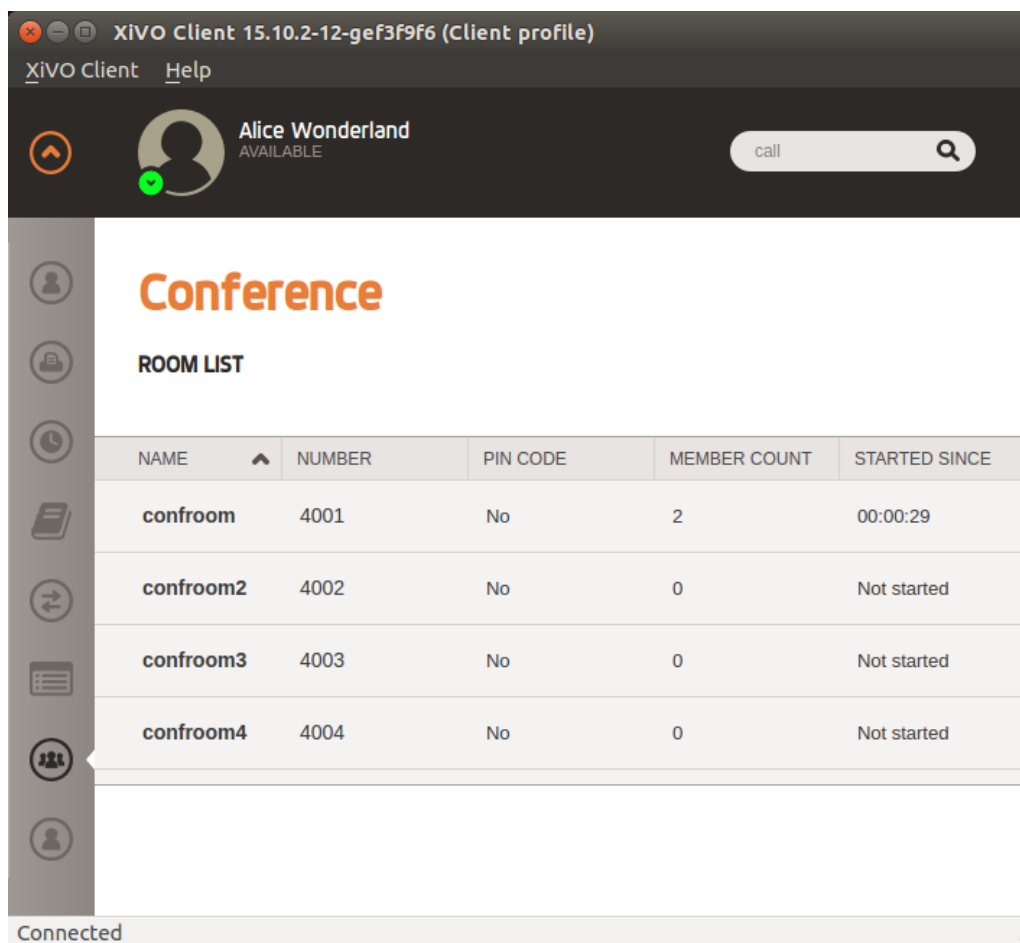 XiVO Client 15.10.2-12-gef3f9f6 (Client profile)
XiVO Client Help
Alice Wonderland
AVAILABLE
call
Conference
ROOM LIST
NAME NUMBER PIN CODE MEMBER COUNT STARTED SINCE
confroom 4001 No 2 00:00:29
confroom2 4002 No 0 Not started
confroom3 4003 No 0 Not started
confroom4 4004 No 0 Not started
Connected